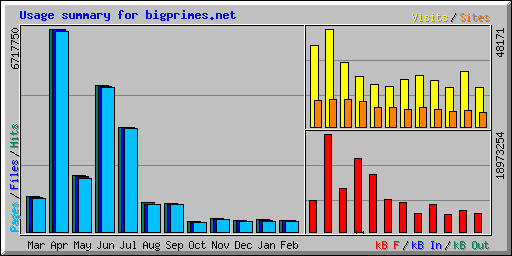 Usage summary for bigprimes.net
Visits/Sites
6717750
48171
Pages/Files/Hits
18973254
Mar Apr May Jun Jul Aug Sep Oct Nov Dec Jan Feb
kB F/kB In/kB Out